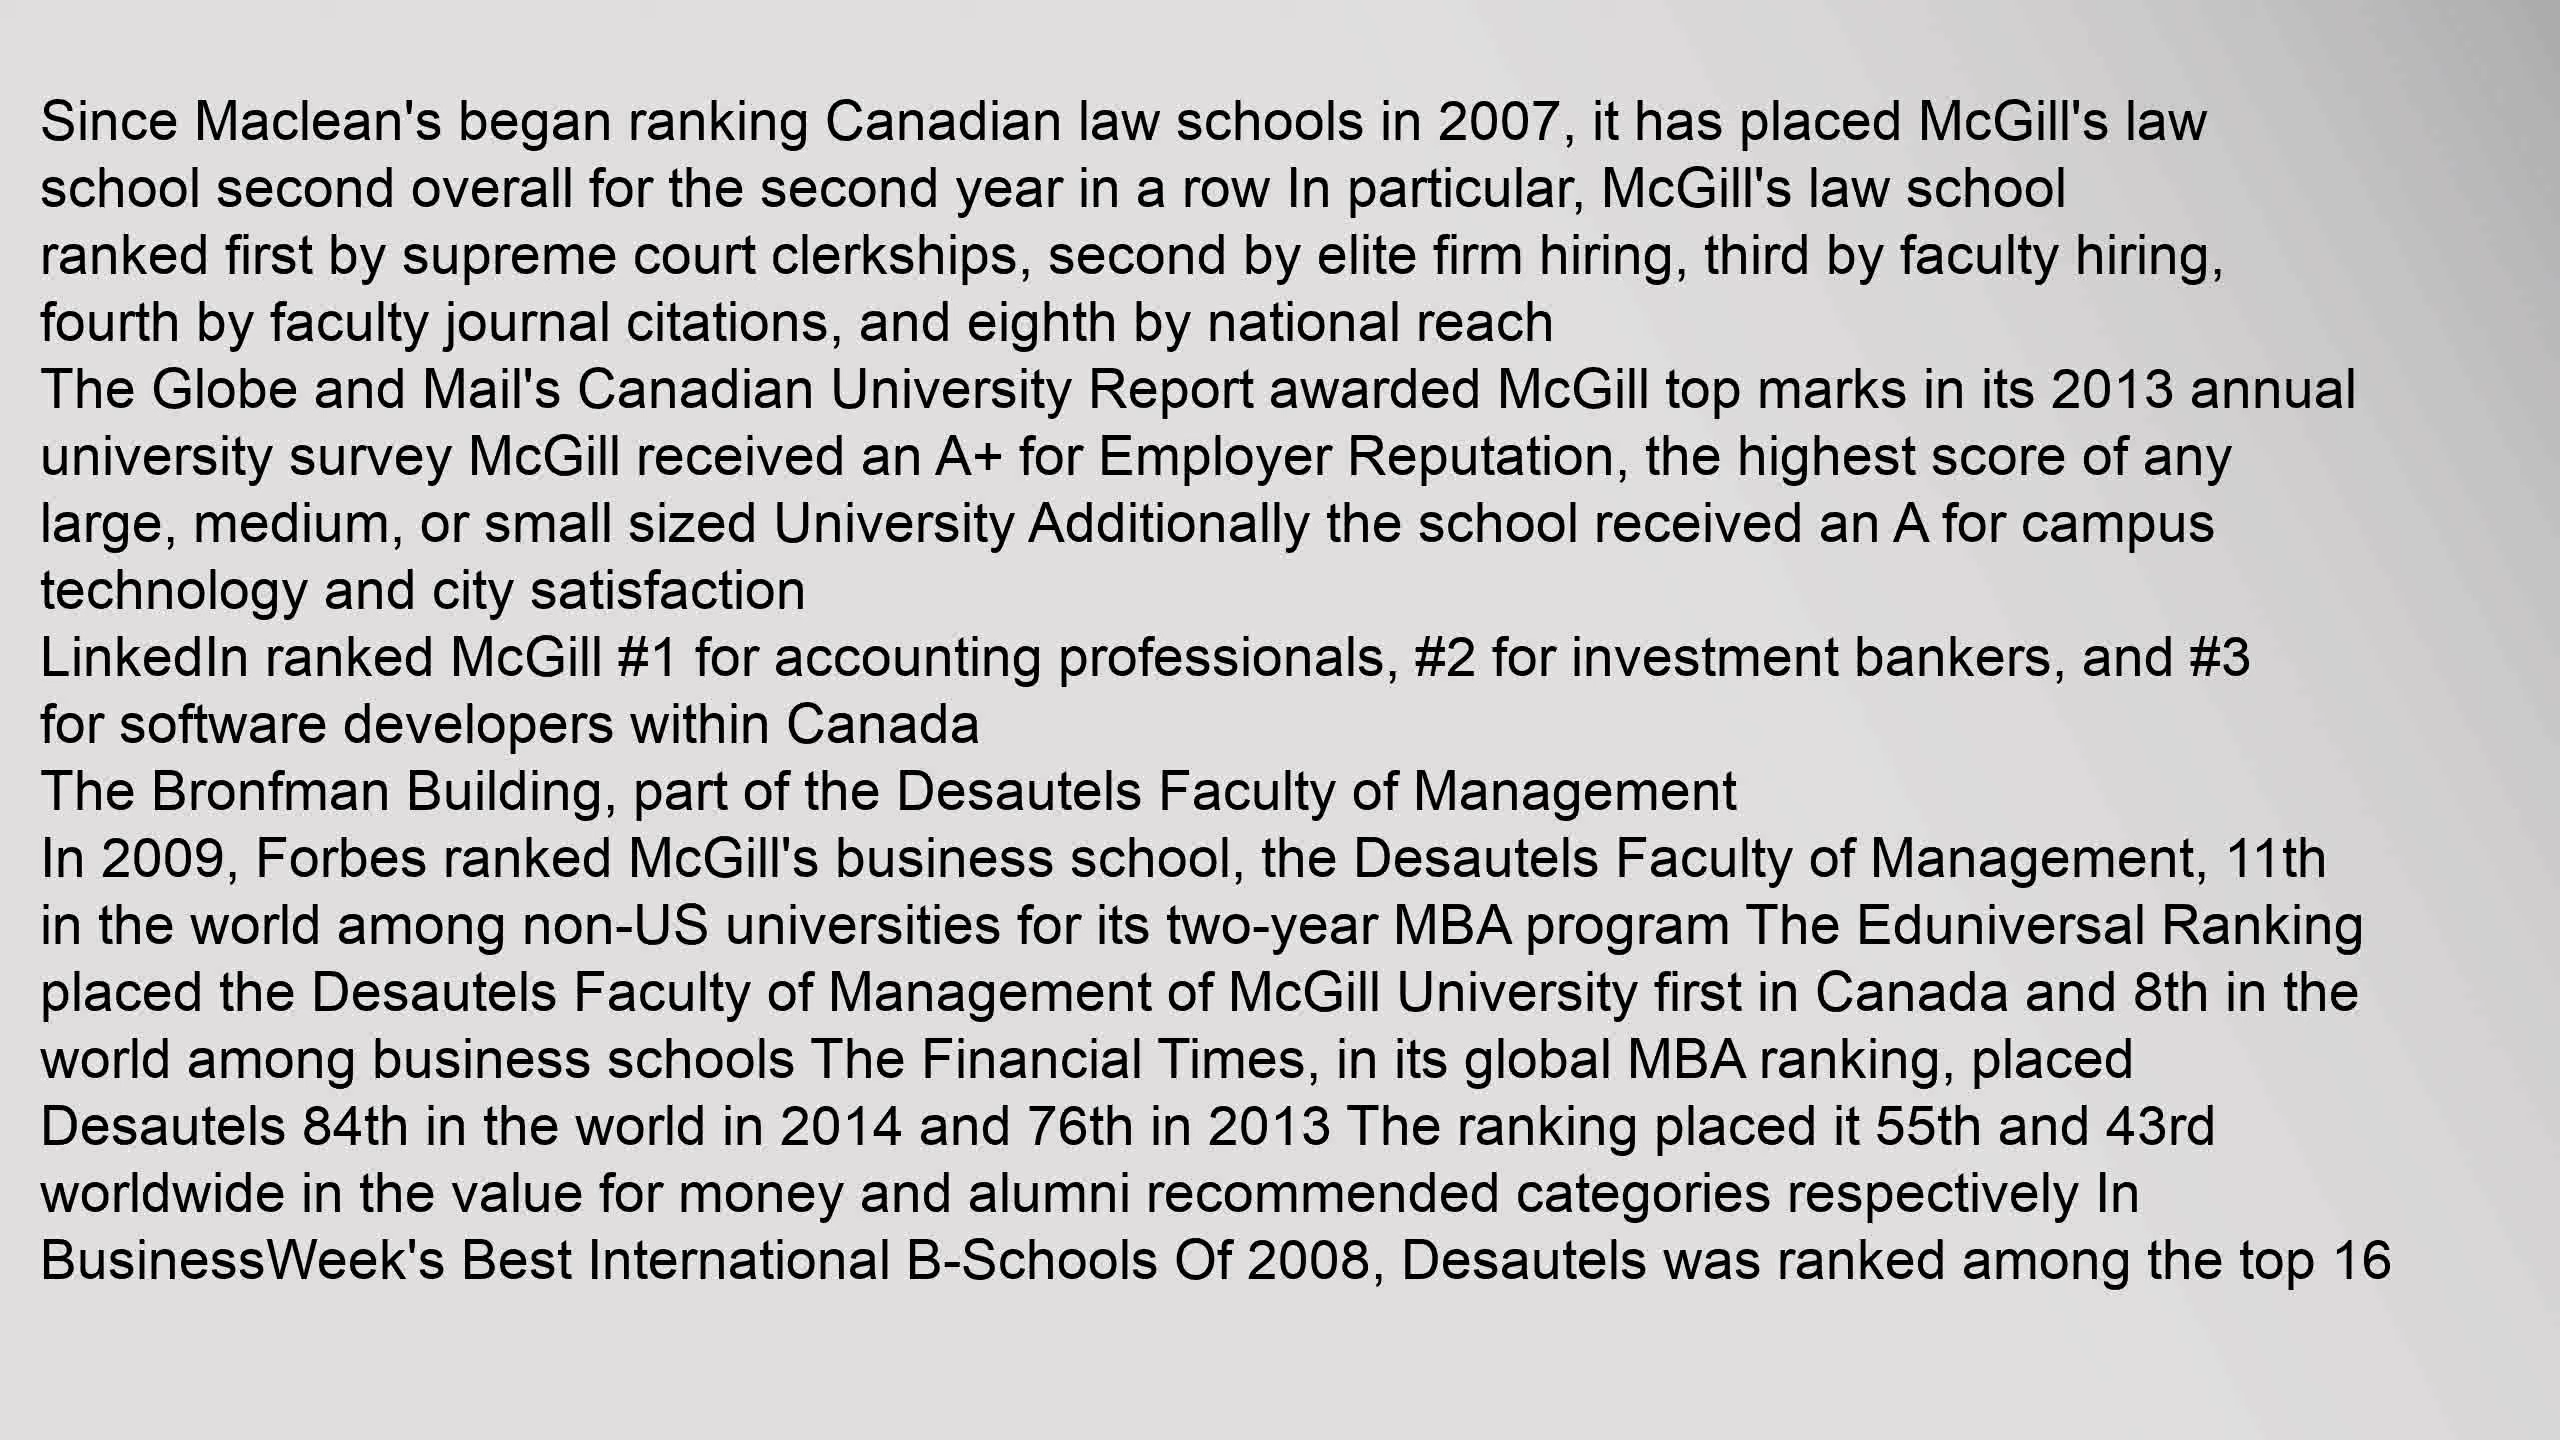 Since Maclean's began ranking Canadian law schools in 2007, it has placed McGill's law
school second overall for the second year in a row In particular, McGill's law school
ranked first by supreme court clerkships, second by elite firm hiring, third by faculty hiring,
fourth by faculty journal citations, and eighth by national reach
The Globe and Mail's Canadian University Report awarded McGill top marks in its 2013 annual
university survey McGill received an A+ for Employer Reputation, the highest score of any
large, medium, or small sized University Additionally the school received an A for campus
technology and city satisfaction
LinkedIn ranked McGill #1 for accounting professionals, #2 for investment bankers, and #3
for software developers within Canada
The Bronfman Building, part of the Desautels Faculty of Management
In 2009, Forbes ranked McGill's business school, the Desautels Faculty of Management, 11th
in the world among non-US universities for its two-year MBA program The Eduniversal Ranking
placed the Desautels Faculty of Management of McGill University first in Canada and 8th in the
world among business schools The Financial Times, in its global MBA ranking, placed
Desautels 84th in the world in 2014 and 76th in 2013 The ranking placed it 55th and 43rd
worldwide in the value for money and alumni recommended categories respectively In
BusinessWeek's Best International B-Schools Of 2008, Desautels was ranked among the top 16